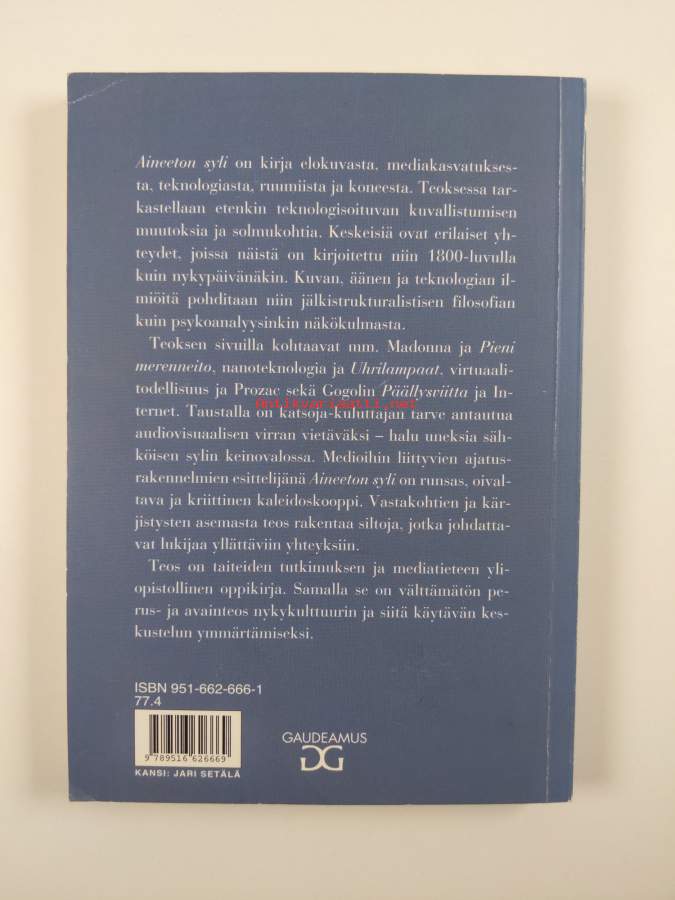 Aineeton syli on kirja elokuvasta, mediakasvatukses-
ta, teknologiasta, ruumiista ja koneesta. Teoksessa tar-
kastellaan etenkin teknologisoituvan kuvallistumisen
muutoksia ja solmukohtia. Keskeisiä ovat erilaiset yh-
teydet, joissa näistä on kirjoitettu niin 1800-luvulla
kuin nykypäivänäkin. Kuvan, äänen ja teknologian il-
miöitä pohditaan niin jälkistrukturalistisen filosofian
kuin psykoanalyysinkin näkökulmasta.
Teoksen sivuilla kohtaavat mm. Madonna ja Pieni
merenneito, nanoteknologia ja Uhrilampaat, virtuaali-
todellisuus ja Prozac sekä Gogolin Päällysviitta ja In-
antikvariaatti.net
ternet. Taustalla on katsoja-kuluttajan tarve antautua
audiovisuaalisen virran vietäväksi – halu uneksia säh-
köisen sylin keinovalossa. Medioihin liittyvien ajatus-
rakennelmien esittelijänä Aineeton syli on runsas, oival-
tava ja kriittinen kaleidoskooppi. Vastakohtien ja kär-
jistysten asemasta teos rakentaa siltoja, jotka johdatta-
vat lukijaa yllättäviin yhteyksiin.
Teos on taiteiden tutkimuksen ja mediatieteen yli-
opistollinen oppikirja. Samalla se on välttämätön pe-
rus- ja avainteos nykykulttuurin ja siitä käytävän kes-
kustelun ymmärtämiseksi.
ISBN 951-662-666-1
77.4
9 789516 626669
KANSI: JARI SETÄLÄ
GAUDEAMUS